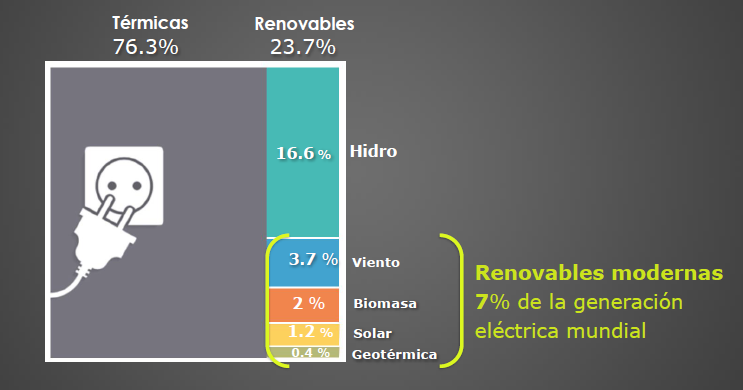 Térmicas
76.3%
Renovables
23.7%
16.6 %
Hidro
3.7 %
Viento
2 %
Biomasa
1.2 %
Solar
0.4 %
Geotérmica
Renovables modernas
7% de la generación
eléctrica mundial